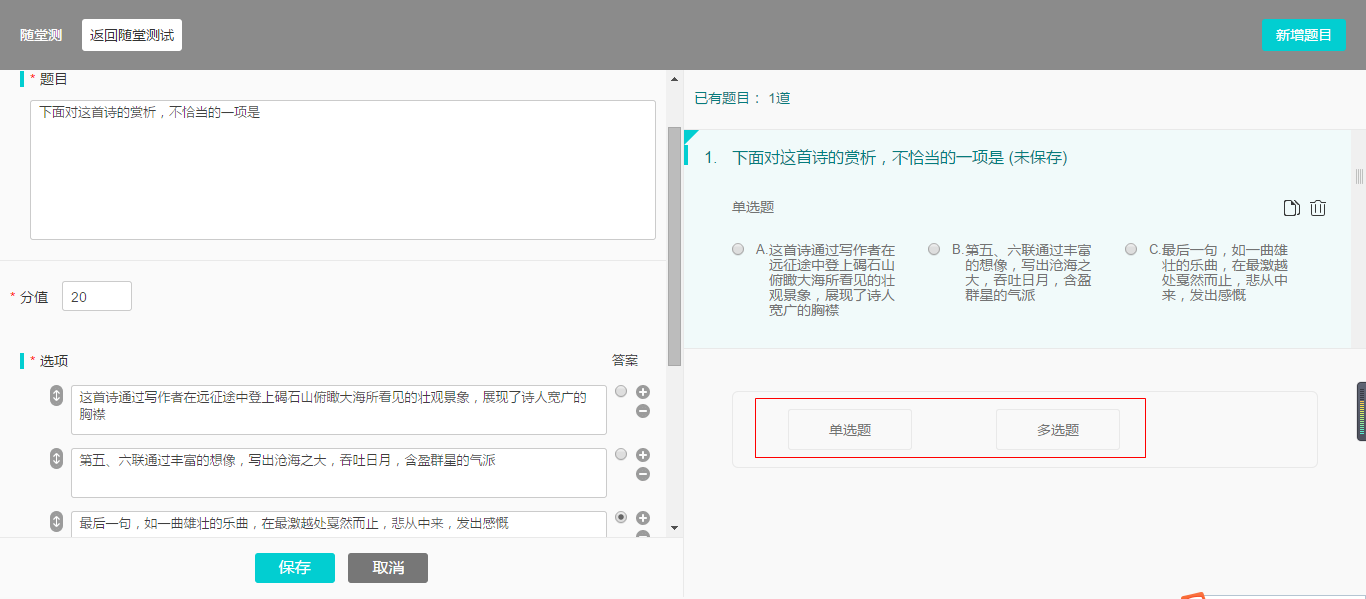 随堂测
返回随堂测试
新增题目
* 题目
下面对这首诗的赏析，不恰当的一项是
* 分值
20
* 选项
答案
这首诗通过写作者在远征途中登上碣石山俯瞰大海所看见的壮观景象，展现了诗人宽广的
胸襟
第五、六联通过丰富的想像，写出沧海之大，吞吐日月，含盈群星的气派
最后一句，如一曲雄壮的乐曲，在最激越处戛然而止，悲从中来，发出感慨
保存
取消
已有题目： 1道
1. 下面对这首诗的赏析，不恰当的一项是 (未保存)
单选题
A.这首诗通过写作者在
远征途中登上碣石山
俯瞰大海所看见的壮
观景象，展现了诗人
宽广的胸襟
B.第五、六联通过丰富
的想像，写出沧海之
大，吞吐日月，含盈
群星的气派
C.最后一句，如一曲雄
壮的乐曲，在最激越
处戛然而止，悲从中
来，发出感慨
单选题
多选题